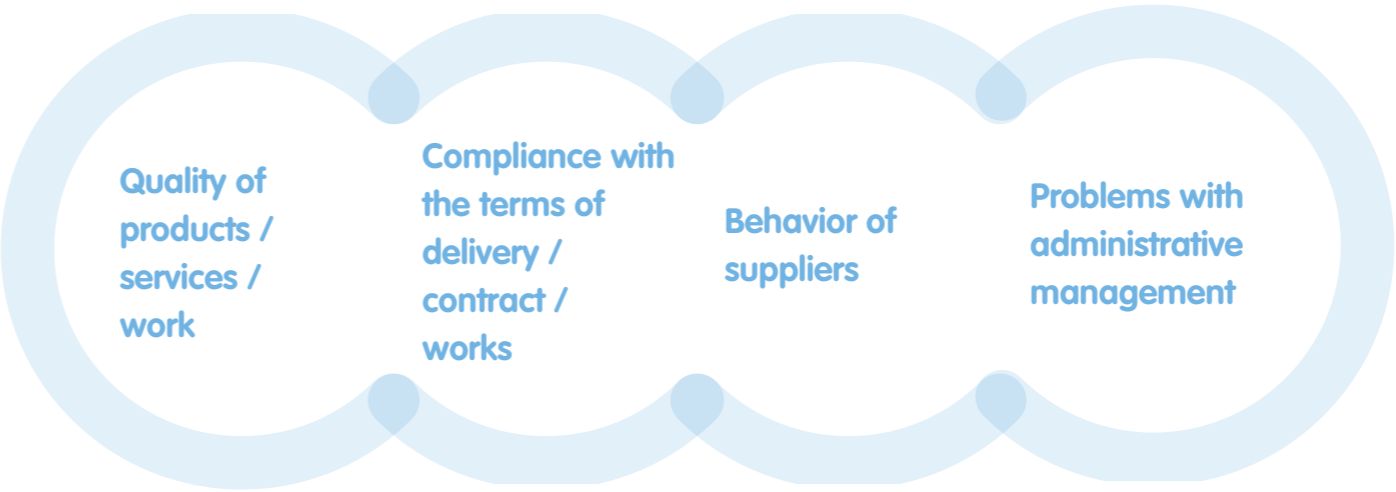 Quality of
products /
services /
work
Compliance with
the terms of
delivery /
contract /
works
Behavior of
suppliers
Problems with
administrative
management